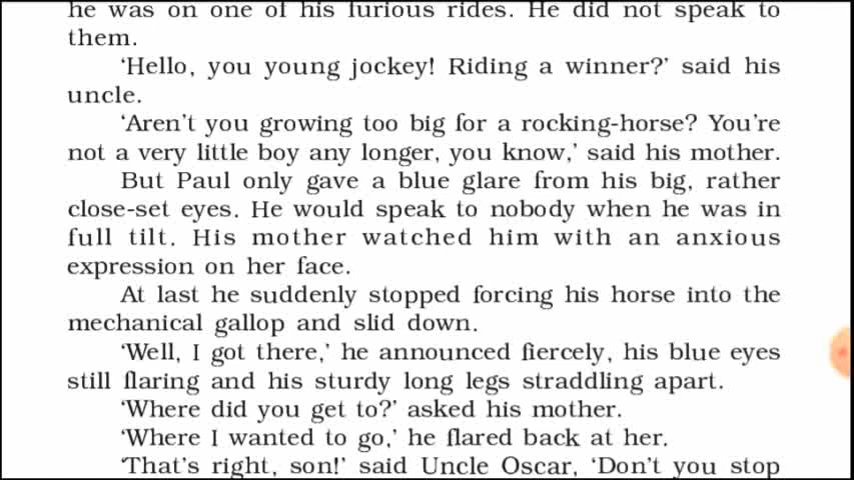 he was on one of his furious rides. He did not speak to
them.
‘Hello, you young jockey! Riding a winner?’ said his
uncle.
‘Aren’t you growing too big for a rocking-horse? You’re
not a very little boy any longer, you know,’ said his mother.
But Paul only gave a blue glare from his big, rather
close-set eyes. He would speak to nobody when he was in
full tilt. His mother watched him with an anxious
expression on her face.
At last he suddenly stopped forcing his horse into the
mechanical gallop and slid down.
‘Well, I got there,’ he announced fiercely, his blue eyes
still flaring and his sturdy long legs straddling apart.
‘Where did you get to?’ asked his mother.
‘Where I wanted to go,’ he flared back at her.
‘That’s right, son!’ said Uncle Oscar, ‘Don’t you stop